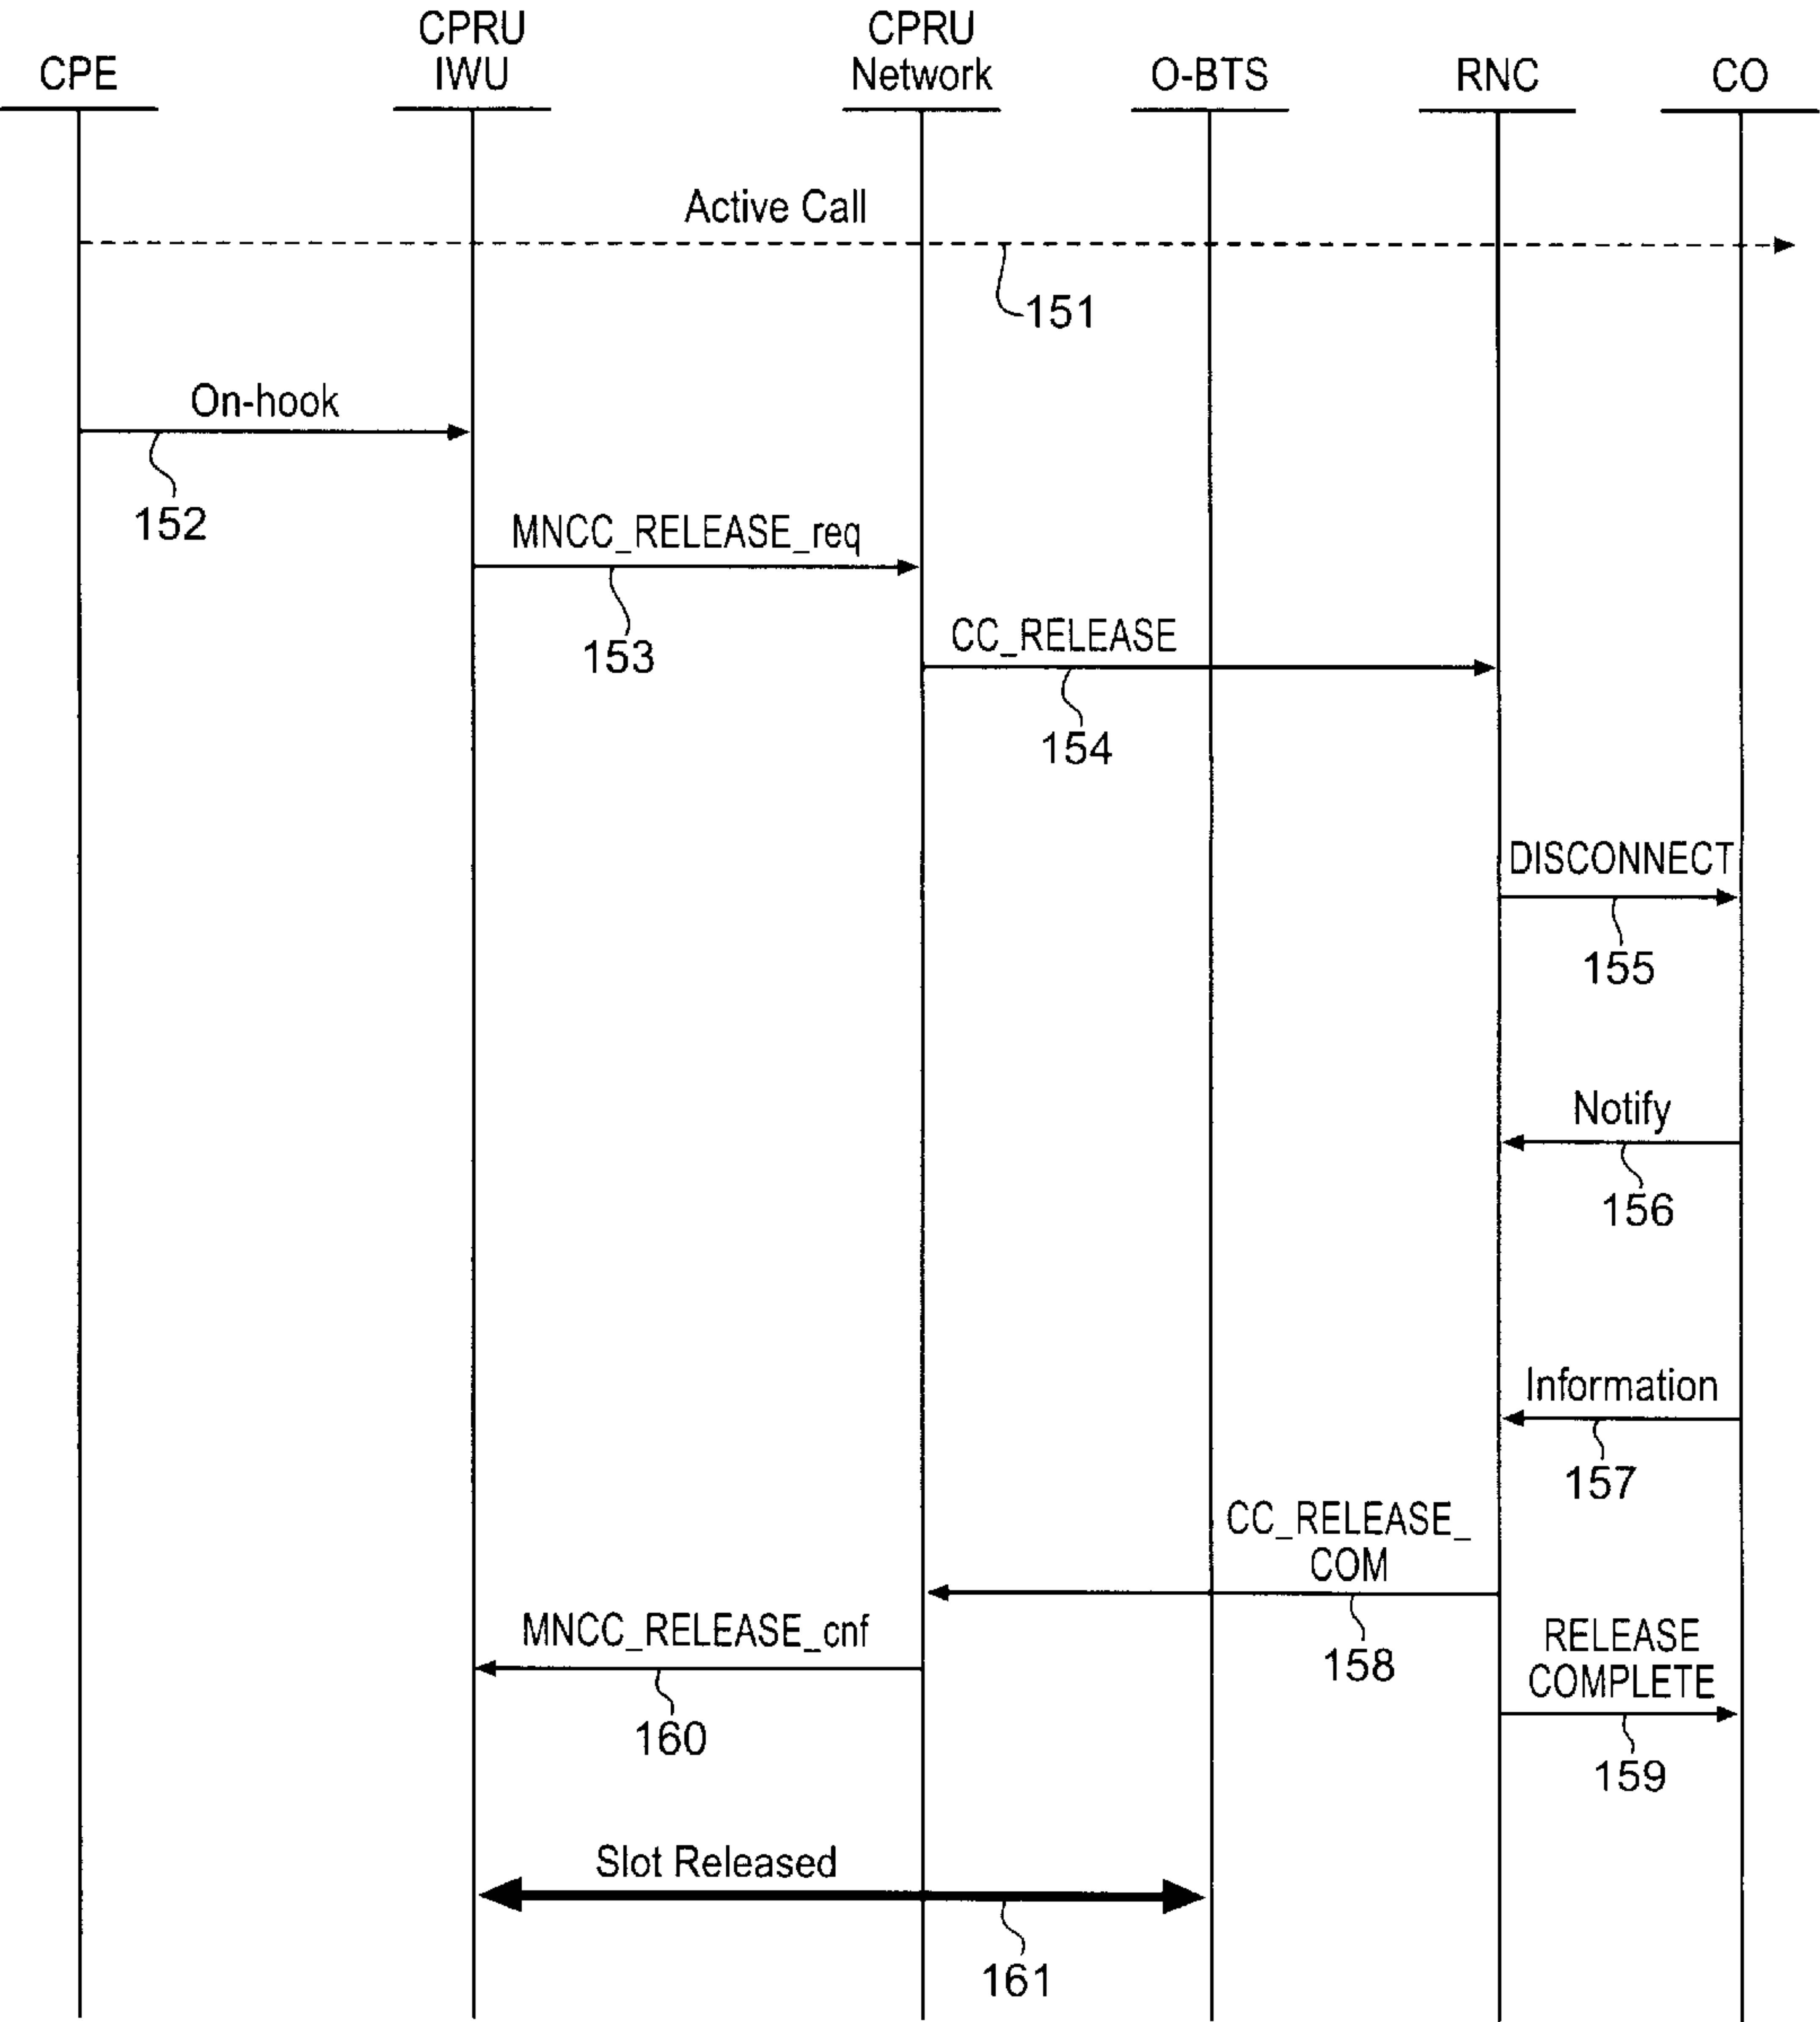 CPE
CPRU
IWU
CPRU
Network
O-BTS
RNC
CO
Active Call
151
On-hook
152
MNCC_RELEASE_req
153
CC_RELEASE
154
DISCONNECT
155
Notify
156
Information
157
CC_RELEASE_
COM
158
MNCC_RELEASE_cnf
160
RELEASE
COMPLETE
159
Slot Released
161